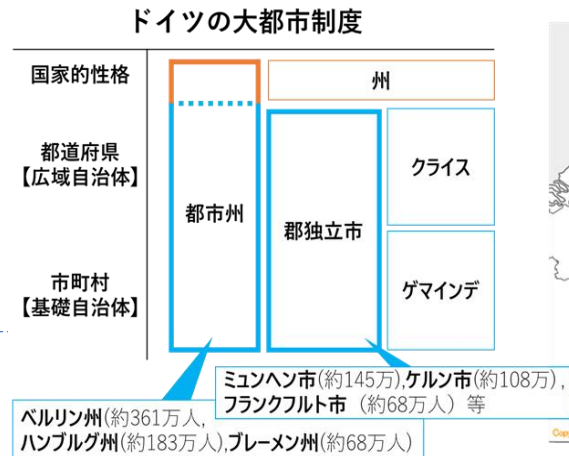 ドイツの大都市制度
国家的性格
州
都道府県
【広域自治体】
クライス
都市州
郡独立市
市町村
【基礎自治体】
ゲマインデ
ミュンヘン市(約145万),ケルン市(約108万),
フランクフルト市 (約68万人) 等
ベルリン州(約361万人,
ハンブルグ州(約183万人),ブレーメン州(約68万人)
Cop